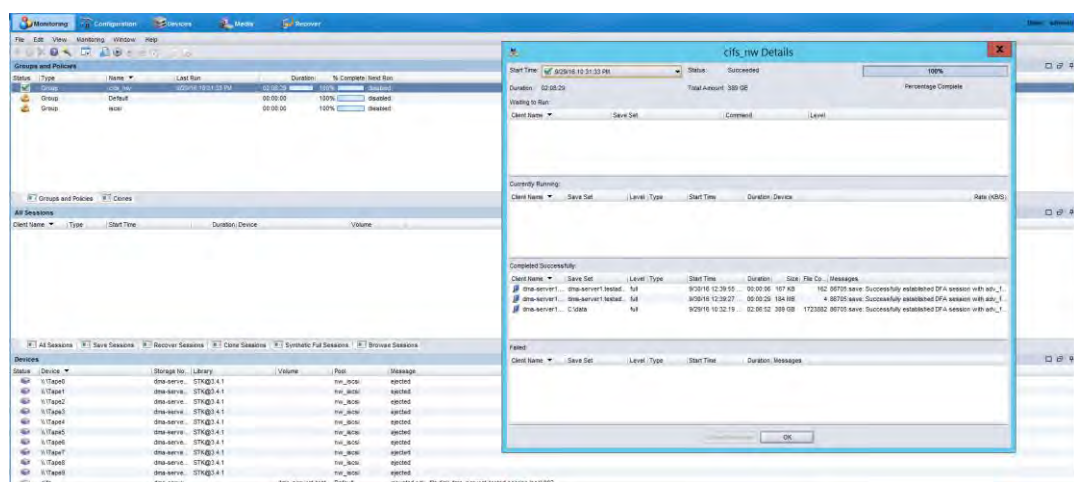 Monitoring Configuration Devices Media Recover
File Edit View Monitoring Window Help
Groups and Policies
Status Type Name Last Run Duration % Complete Next Run
Group cifs_nw 9/29/16 10:31:33 PM 02:08:29 100% disabled
Group Default 00:00:00 100% disabled
Group iscsi 00:00:00 100% disabled
Groups and Policies Clones
All Sessions
Client Name Type Start Time Duration Device Volume
All Sessions Save Sessions Recover Sessions Clone Sessions Synthetic Full Sessions Browse Sessions
Devices
Status Device Storage No... Library Volume Pool Message
\\.\Tape0 dma-serve... STK@3.4.1 nw_iscsi ejected
\\.\Tape1 dma-serve... STK@3.4.1 nw_iscsi ejected
\\.\Tape2 dma-serve... STK@3.4.1 nw_iscsi ejected
\\.\Tape3 dma-serve... STK@3.4.1 nw_iscsi ejected
\\.\Tape4 dma-serve... STK@3.4.1 nw_iscsi ejected
\\.\Tape5 dma-serve... STK@3.4.1 nw_iscsi ejected
\\.\Tape6 dma-serve... STK@3.4.1 nw_iscsi ejected
\\.\Tape7 dma-serve... STK@3.4.1 nw_iscsi ejected
\\.\Tape8 dma-serve... STK@3.4.1 nw_iscsi ejected
\\.\Tape9 dma-serve... STK@3.4.1 nw_iscsi ejected
cifs_nw Details
Start Time: 9/29/16 10:31:33 PM Status: Succeeded 100%
Duration: 02:08:29 Total Amount: 389 GB Percentage Complete
Waiting to Run:
Client Name Save Set Command Level
Currently Running:
Client Name Save Set Level Type Start Time Duration Device Rate (KB/S)
Completed Successfully:
Client Name Save Set Level Type Start Time Duration Size File Co... Messages
dma-server1.... dma-server1.tested... full 9/30/16 12:39:55 ... 00:00:06 167 KB 162 86705:save: Successfully established DFA session with adv_f...
dma-server1.... dma-server1.tested... full 9/30/16 12:39:27 ... 00:00:29 184 MB 4 86705:save: Successfully established DFA session with adv_f...
dma-server1.... C:\data full 9/29/16 10:32:19 ... 02:06:52 389 GB 1723882 86705:save: Successfully established DFA session with adv_f...
Failed:
Client Name Save Set Level Type Start Time Duration Messages
OK